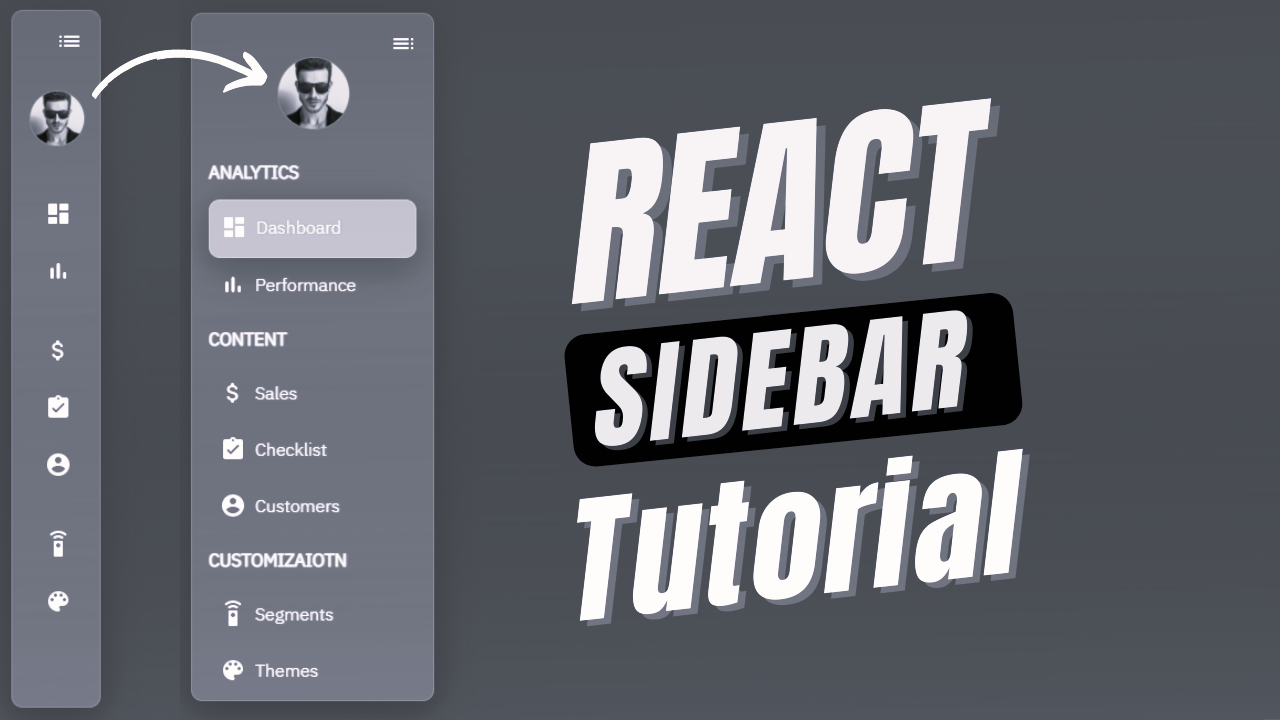 ANALYTICS
Dashboard
Performance
CONTENT
Sales
Checklist
Customers
CUSTOMIZAIOTN
Segments
Themes
REACT
SIDEBAR
Tutorial